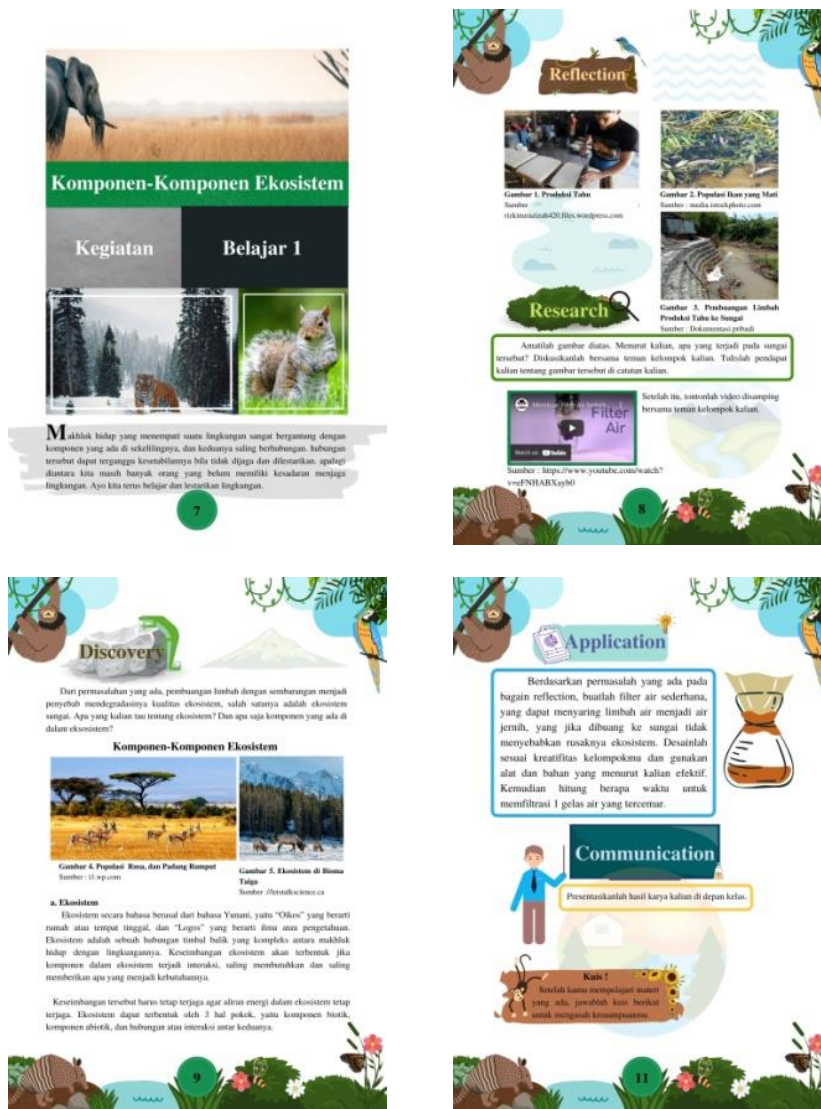 Komponen-Komponen Ekosistem
Kegiatan
Belajar 1
Makhluk hidup yang menempati suatu lingkungan sangat bergantung dengan
komponen yang ada di sekelilingnya, dan keduanya saling berhubungan. hubungan
tersebut dapat terganggu kesetabilannya bila tidak dijaga dan dilestarikan. apalagi
diantara kita masih banyak orang yang belum memiliki kesadaran menjaga
lingkungan. Ayo kita terus belajar dan lestarikan lingkungan.
7
Reflection
Gambar 1. Produksi Tahu
Sumber :
rizkinurazizah420.files.wordpress.com
Gambar 2. Populasi Ikan yang Mati
Sumber : media.istockphoto.com
Gambar 3. Pembuangan Limbah
Produksi Tahu ke Sungai
Sumber : Dokumentasi pribadi
Research
Amatilah gambar diatas. Menurut kalian, apa yang terjadi pada sungai
tersebut? Diskusikanlah bersama teman kelompok kalian. Tulislah pendapat
kalian tentang gambar tersebut di catatan kalian.
Filter
Air
Watch on YouTube
Setelah itu, tontonlah video disamping
bersama teman kelompok kalian.
Sumber : https://www.youtube.com/watch?
v=eFNHABXayb0
8
Discovery
Dari permasalahan yang ada, pembuangan limbah dengan sembarangan menjadi
penyebab mendegradasinya kualitas ekosistem, salah satunya adalah ekosistem
sungai. Apa yang kalian tau tentang ekosistem? Dan apa saja komponen yang ada di
dalam eksosistem?
Komponen-Komponen Ekosistem
Gambar 4. Populasi Rusa, dan Padang Rumput
Sumber : i1.wp.com
Gambar 5. Ekosistem di Bioma
Taiga
a. Ekosistem
Ekosistem secara bahasa berasal dari bahasa Yunani, yaitu "Oikos" yang berarti
rumah atau tempat tinggal, dan "Logos" yang berarti ilmu atau pengetahuan.
Ekosistem adalah sebuah hubungan timbal balik yang kompleks antara makhluk
hidup dengan lingkungannya. Keseimbangan ekosistem akan terbentuk jika
komponen dalam ekosistem terjadi interaksi, saling membutuhkan dan saling
memberikan apa yang menjadi kebutuhannya.
Keseimbangan tersebut harus tetap terjaga agar aliran energi dalam ekosistem tetap
terjaga. Ekosistem dapat terbentuk oleh 3 hal pokok, yaitu komponen biotik,
komponen abiotik, dan hubungan atau interaksi antar keduanya.
9
Application
Berdasarkan permasalah yang ada pada
bagain reflection, buatlah filter air sederhana,
yang dapat menyaring limbah air menjadi air
jernih, yang jika dibuang ke sungai tidak
menyebabkan rusaknya ekosistem. Desainlah
sesuai kreatifitas kelompokmu dan gunakan
alat dan bahan yang menurut kalian efektif.
Kemudian hitung berapa waktu untuk
memfiltrasi 1 gelas air yang tercemar.
Communication
Presentasikanlah hasil karya kalian di depan kelas.
Kuis !
Setelah kamu mempelajari materi
yang ada, jawablah kuis berikut
untuk mengasah kemampuanmu.
11